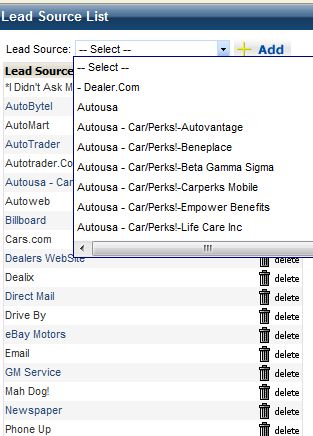 Lead Source List
Lead Source: -- Select -- Add
Lead Source
-- Select --
*I Didn't Ask M
- Dealer.Com
AutoBytel
Autousa
AutoMart
Autousa - Car/Perks!-Autovantage
AutoTrader
Autousa - Car/Perks!-Beneplace
Autotrader.Co
Autousa - Car/Perks!-Beta Gamma Sigma
Autousa - Car
Autousa - Car/Perks!-Carperks Mobile
Autoweb
Autousa - Car/Perks!-Empower Benefits
Billboard
Autousa - Car/Perks!-Life Care Inc
Cars.com
Dealers WebSite delete
Dealix delete
Direct Mail delete
Drive By delete
eBay Motors delete
Email delete
GM Service delete
Mah Dog! delete
Newspaper delete
Phone Up delete